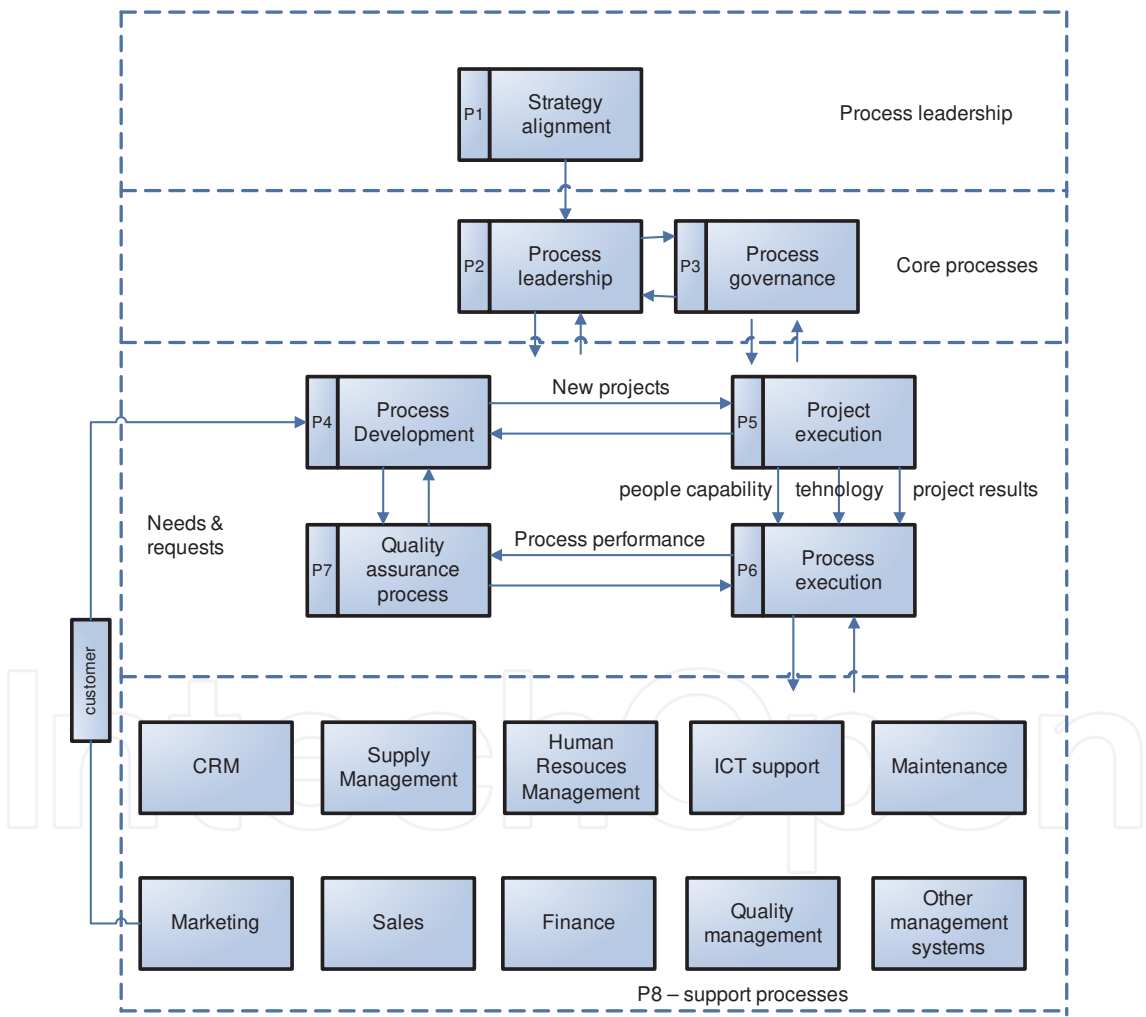 P1
Strategy
alignment
Process leadership
P2
Process
leadership
P3
Process
governance
Core processes
P4
Process
Development
New projects
P5
Project
execution
people capability
tehnology
project results
Needs &
requests
P7
Quality
assurance
process
Process performance
P6
Process
execution
customer
CRM
Supply
Management
Human
Resouces
Management
ICT support
Maintenance
Marketing
Sales
Finance
Quality
management
Other
management
systems
P8 – support processes
IntechOpen